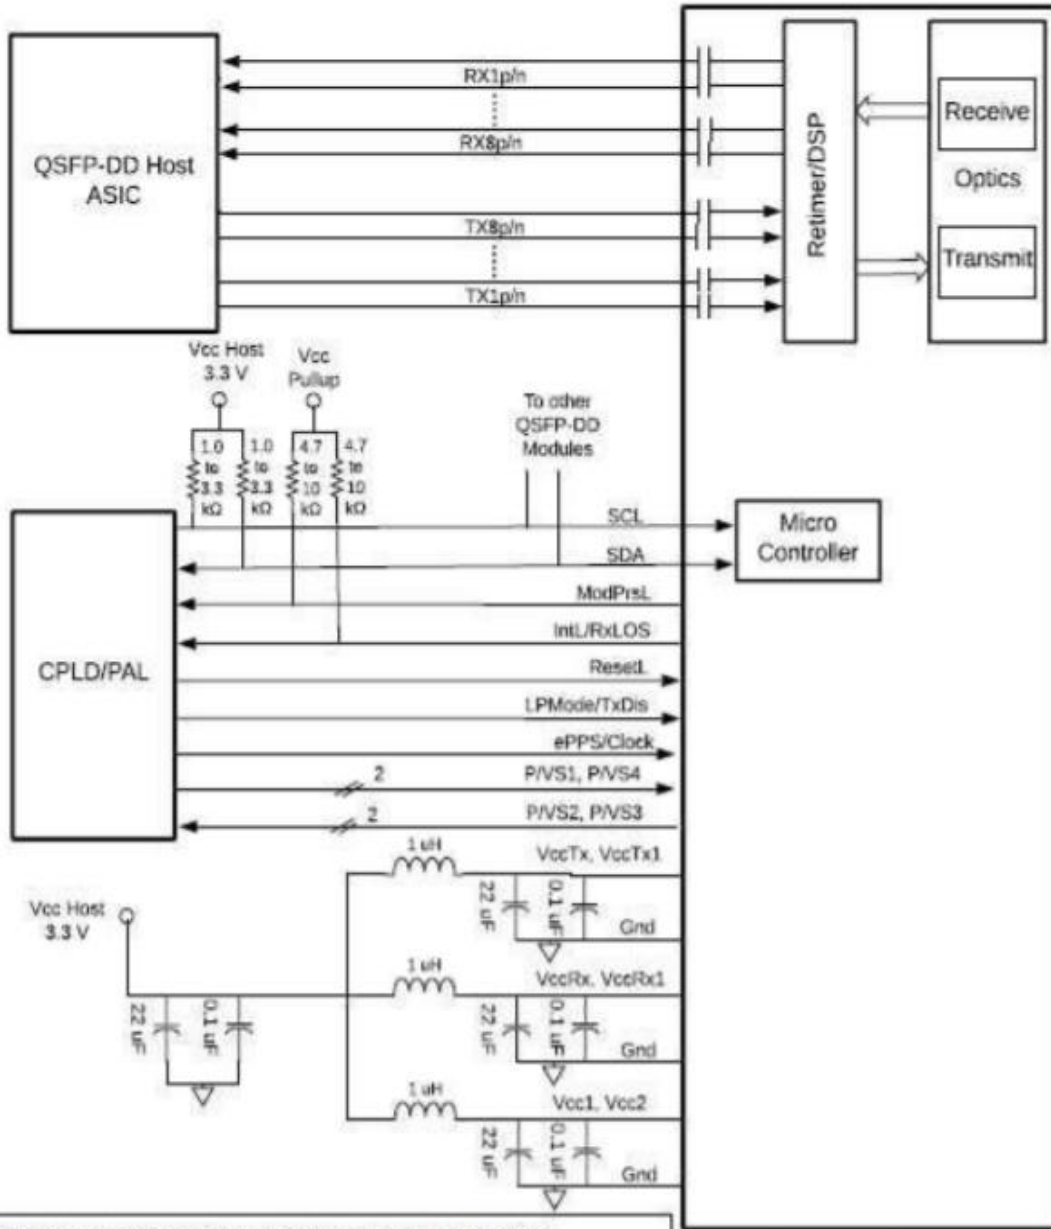 RX1p/n
RX8p/n
QSFP-DD Host
ASIC
TX8p/n
TX1p/n
Retimer/DSP
Receive
Optics
Transmit
Vcc Host
3.3 V
Vcc
Pullup
1.0
to
3.3
kΩ
1.0
to
3.3
kΩ
4.7
to
10
kΩ
4.7
to
10
kΩ
To other
QSFP-DD
Modules
SCL
SDA
Micro
Controller
ModPrsL
IntL/RxLOS
CPLD/PAL
ResetL
LPMode/TxDis
ePPS/Clock
2
P/VS1, P/VS4
2
P/VS2, P/VS3
1 uH
VccTx, VccTx1
22 uF
0.1 uF
Gnd
Vcc Host
3.3 V
22 uF
0.1 uF
1 uH
VccRx, VccRx1
22 uF
0.1 uF
Gnd
1 uH
Vcc1, Vcc2
22 uF
0.1 uF
Gnd